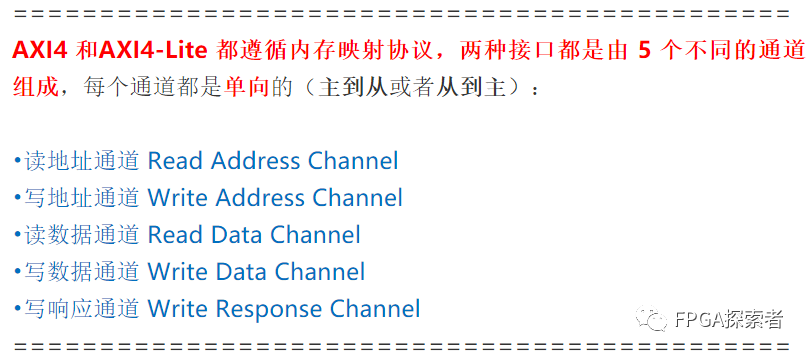 ===============================================
AXI4 和AXI4-Lite 都遵循内存映射协议，两种接口都是由 5 个不同的通道
组成，每个通道都是单向的（主到从或者从到主）：
•读地址通道 Read Address Channel
•写地址通道 Write Address Channel
•读数据通道 Read Data Channel
•写数据通道 Write Data Channel
•写响应通道 Write Response Channel
FPGA探索者
===============================================